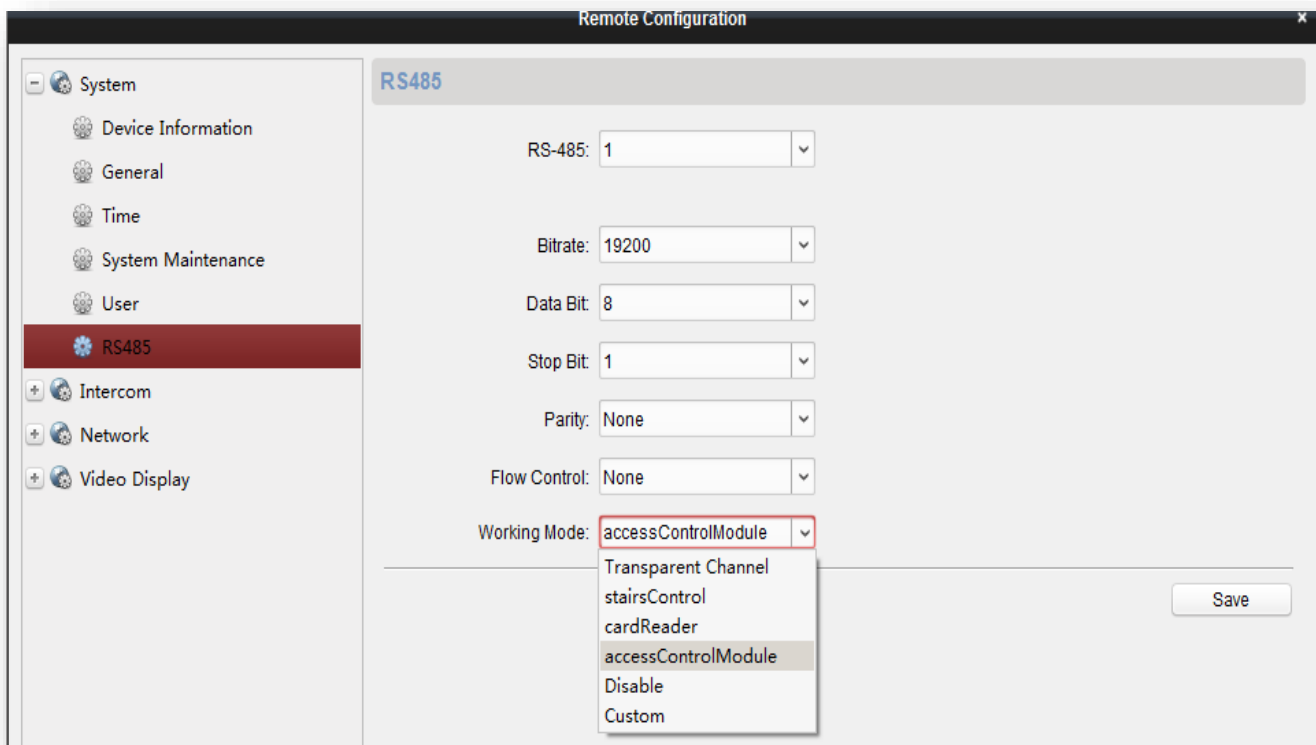 Remote Configuration
x
System
Device Information
General
Time
System Maintenance
User
RS485
Intercom
Network
Video Display
RS485
RS-485: 1
Bitrate: 19200
Data Bit: 8
Stop Bit: 1
Parity: None
Flow Control: None
Working Mode: accessControlModule
Transparent Channel
stairsControl
cardReader
accessControlModule
Disable
Custom
Save